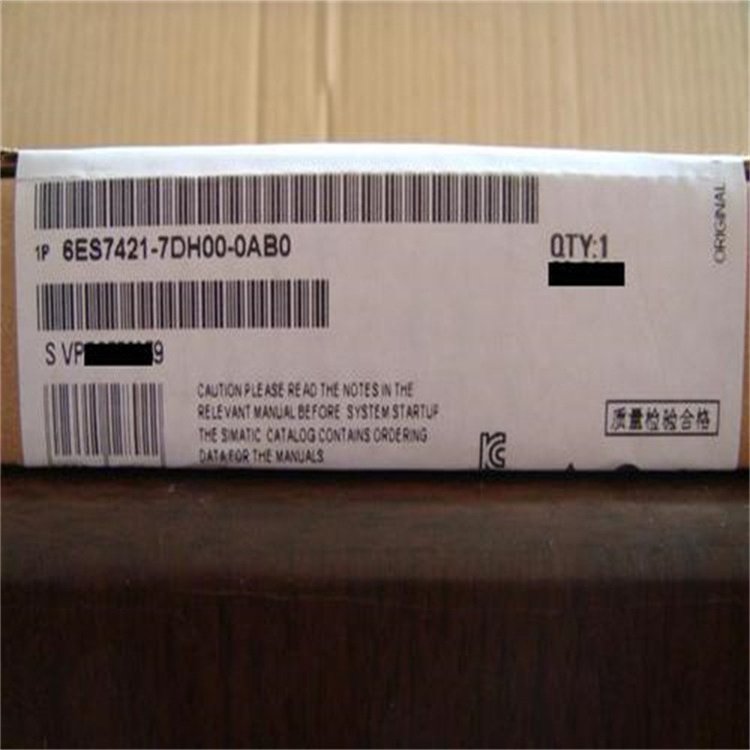 1P 6ES7421-7DH00-0AB0
QTY:1
ORIGINAL
S VP 9
CAUTION PLEASE READ THE NOTES IN THE
RELEVANT MANUAL BEFORE SYSTEM STARTUP
THE SIMATIC CATALOG CONTAINS ORDERING
DATA FOR THE MANUALS
质量检验合格